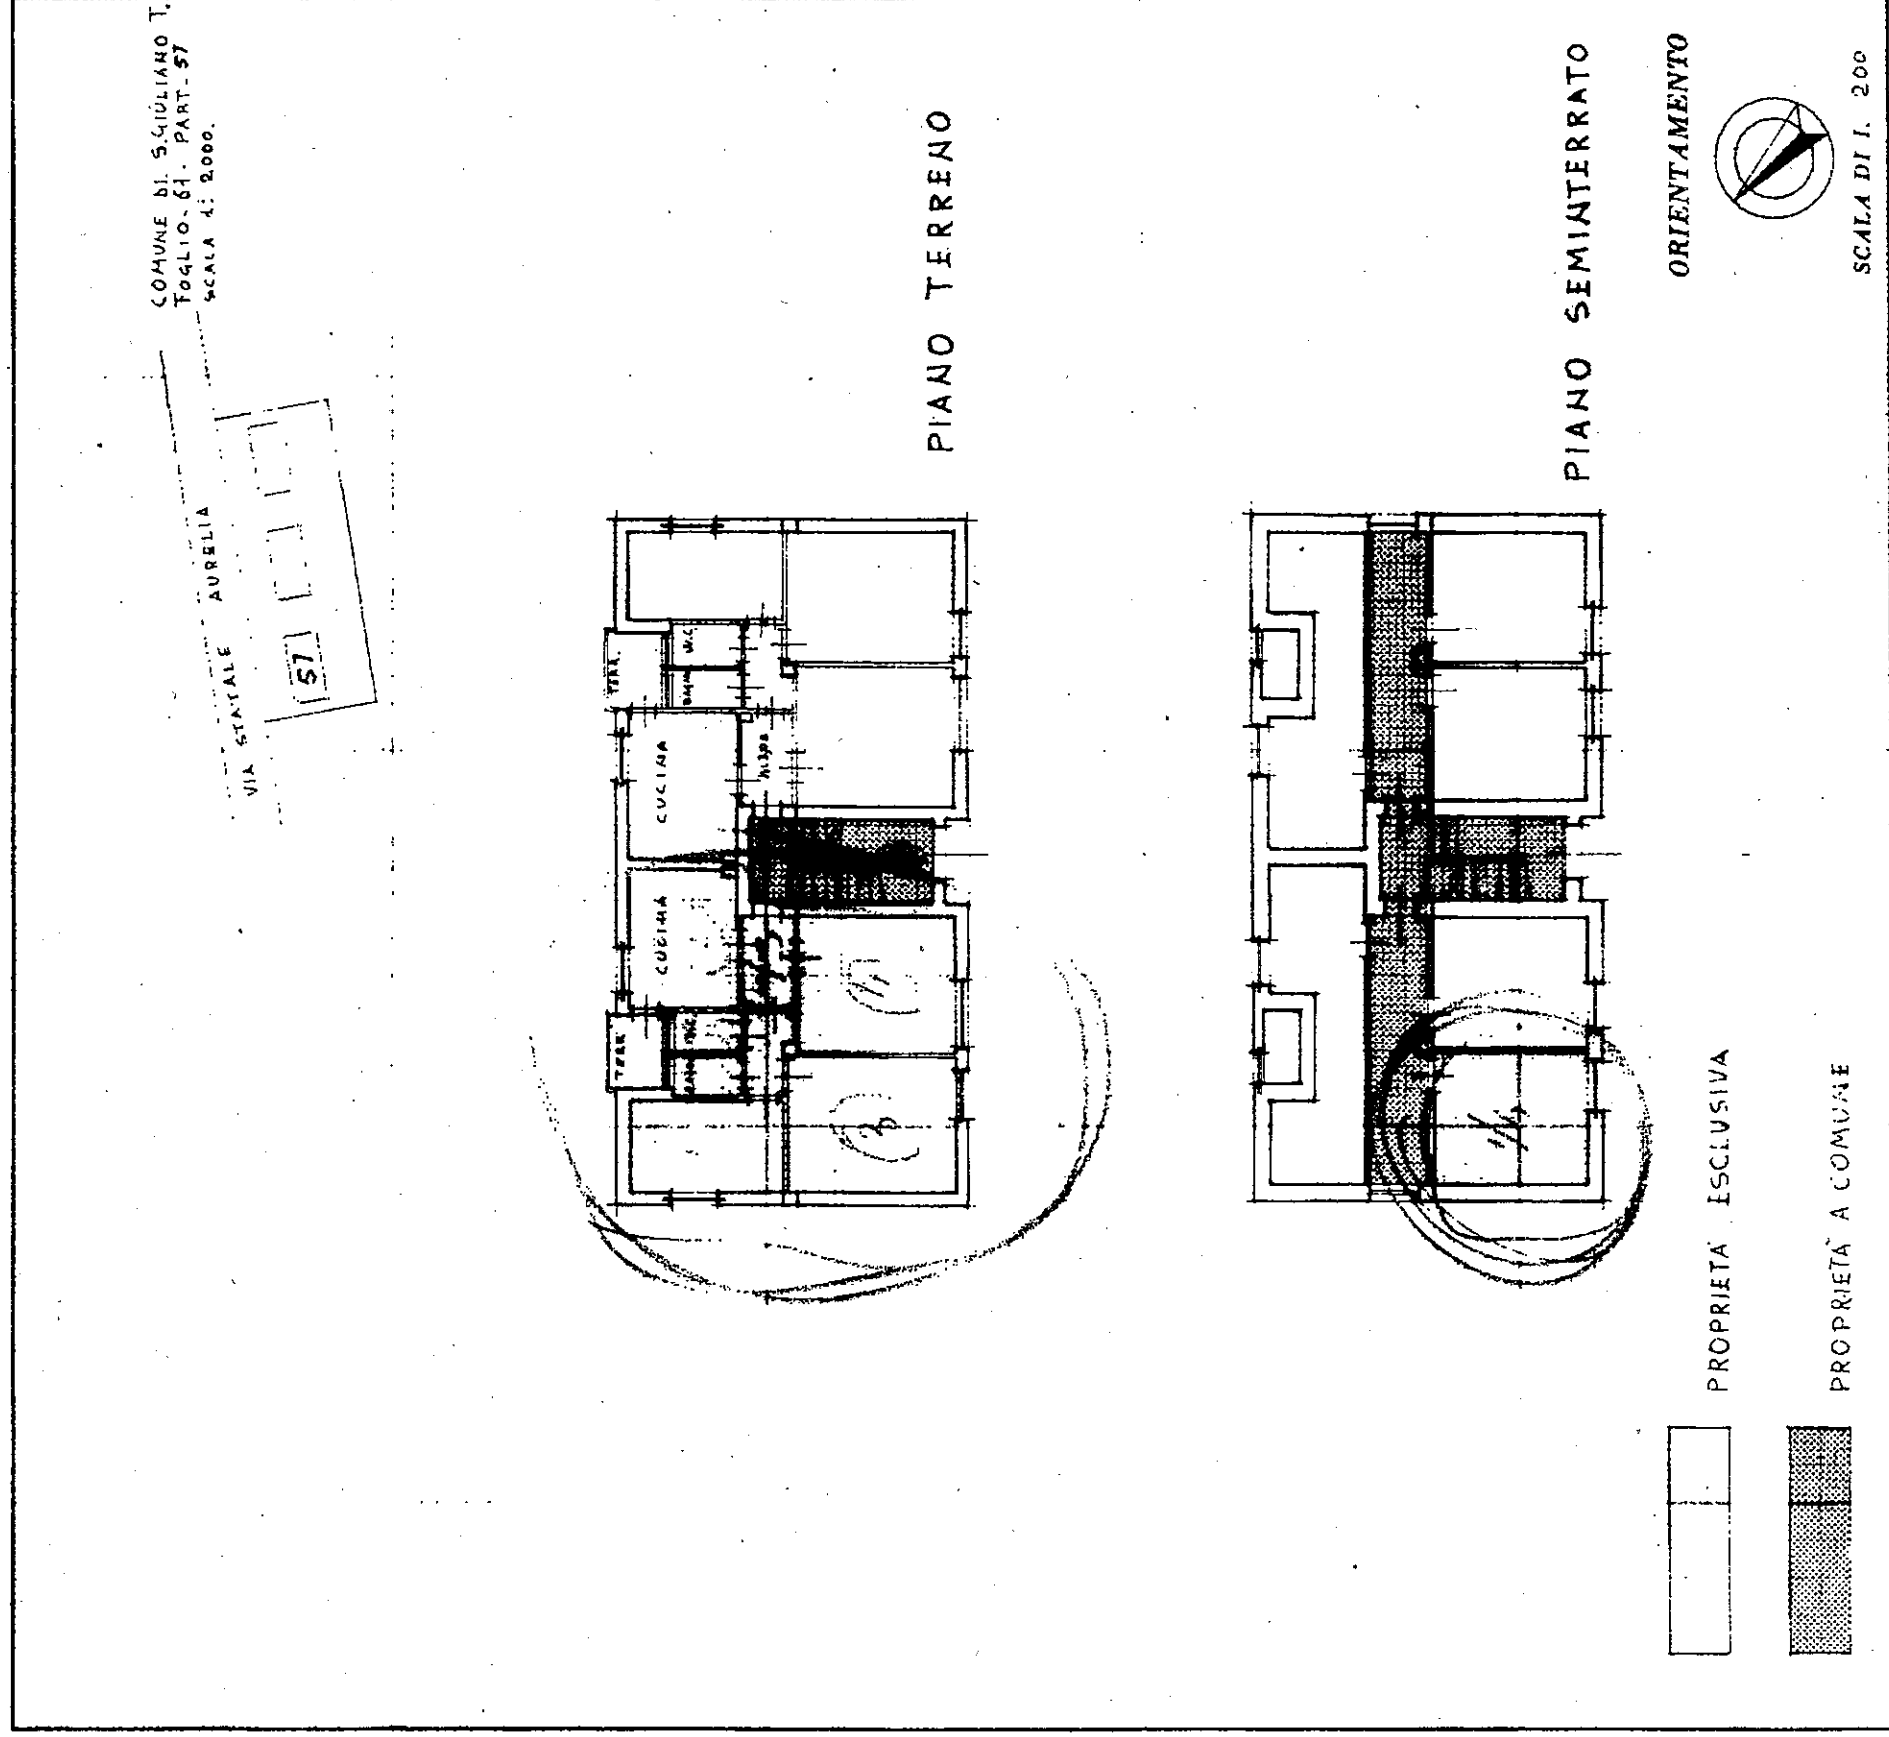 COMUNE DI S.GIULIANO T.
FOGLIO. 61. PART. 57
SCALA 1: 2000.
VIA STATALE AURELIA
57
PIANO TERRENO
TERR.
W.C.
CUCINA
CUCINA
TERR
W.C.
PIANO SEMINTERRATO
ORIENTAMENTO
SCALA DI 1. 200
PROPRIETÀ ESCLUSIVA
PROPRIETÀ A COMUNE